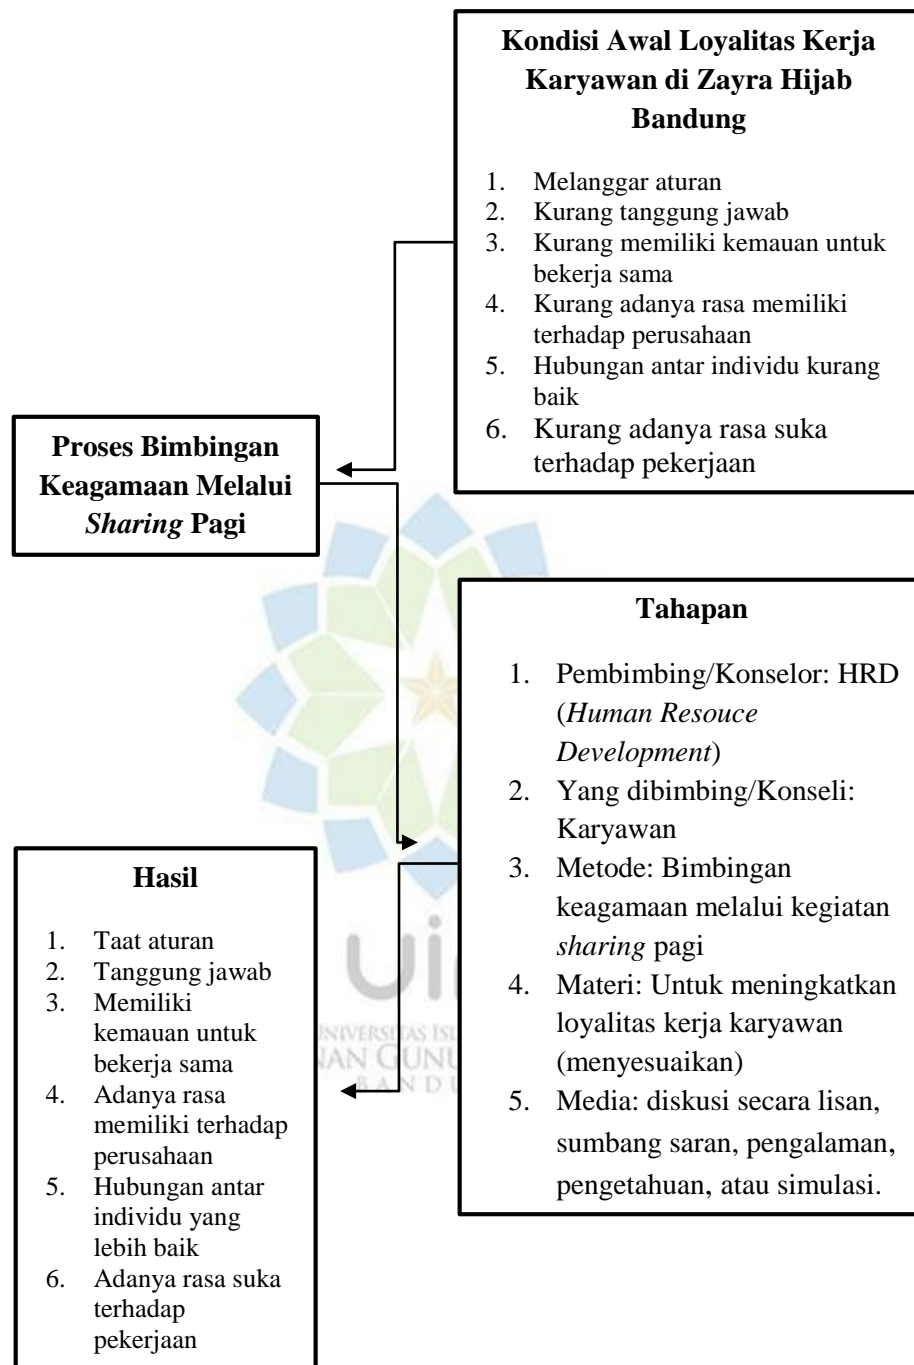 Kondisi Awal Loyalitas Kerja
Karyawan di Zayra Hijab
Bandung
1. Melanggar aturan
2. Kurang tanggung jawab
3. Kurang memiliki kemauan untuk
bekerja sama
4. Kurang adanya rasa memiliki
terhadap perusahaan
5. Hubungan antar individu kurang
baik
6. Kurang adanya rasa suka
terhadap pekerjaan
Proses Bimbingan
Keagamaan Melalui
Sharing Pagi
Tahapan
1. Pembimbing/Konselor: HRD
(Human Resouce
Development)
2. Yang dibimbing/Konseli:
Karyawan
3. Metode: Bimbingan
keagamaan melalui kegiatan
sharing pagi
4. Materi: Untuk meningkatkan
loyalitas kerja karyawan
(menyesuaikan)
5. Media: diskusi secara lisan,
sumbang saran, pengalaman,
pengetahuan, atau simulasi.
Hasil
1. Taat aturan
2. Tanggung jawab
3. Memiliki
kemauan untuk
bekerja sama
4. Adanya rasa
memiliki terhadap
perusahaan
5. Hubungan antar
individu yang
lebih baik
6. Adanya rasa suka
terhadap
pekerjaan